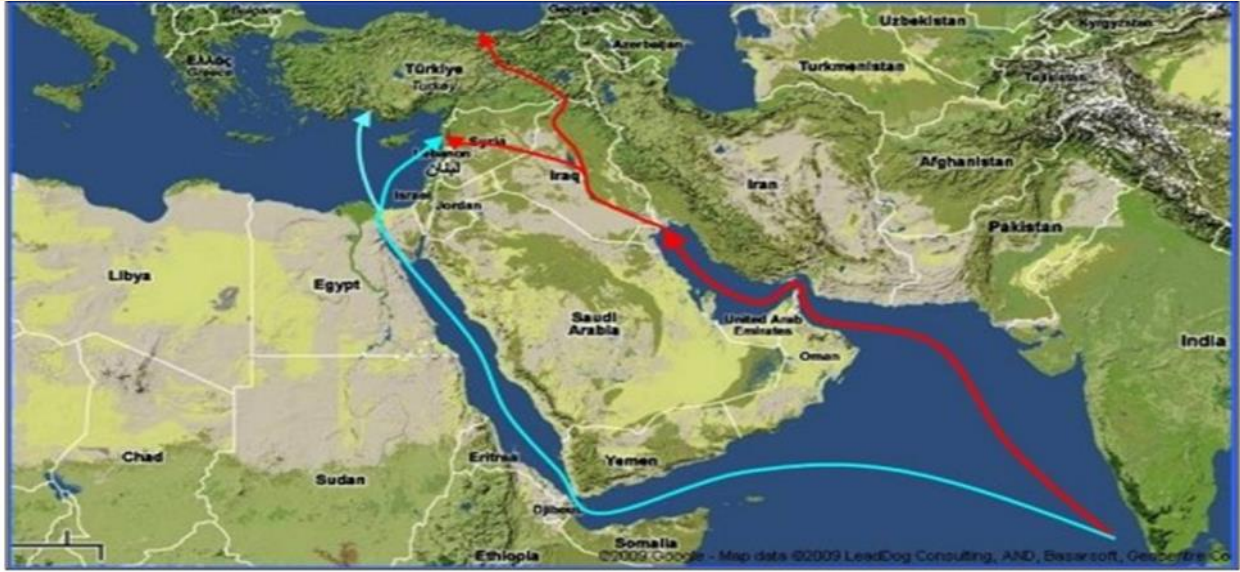 Bulgaria
Georgia
Uzbekistan
Kyrgyzstan
Ελλάς
Greece
Azerbaijan
Türkiye
Turkey
Turkmenistan
Tajikistan
Syria
Lebanon
لبنان
Iraq
Iran
Afghanistan
Israel
Jordan
Pakistan
Libya
Egypt
Saudi
Arabia
United Arab
Emirates
Oman
India
Chad
Sudan
Eritrea
Yemen
Djibouti
Ethiopia
Somalia
©2009 Google - Map data ©2009 LeadDog Consulting, AND, Basarsoft, Geocentre Co